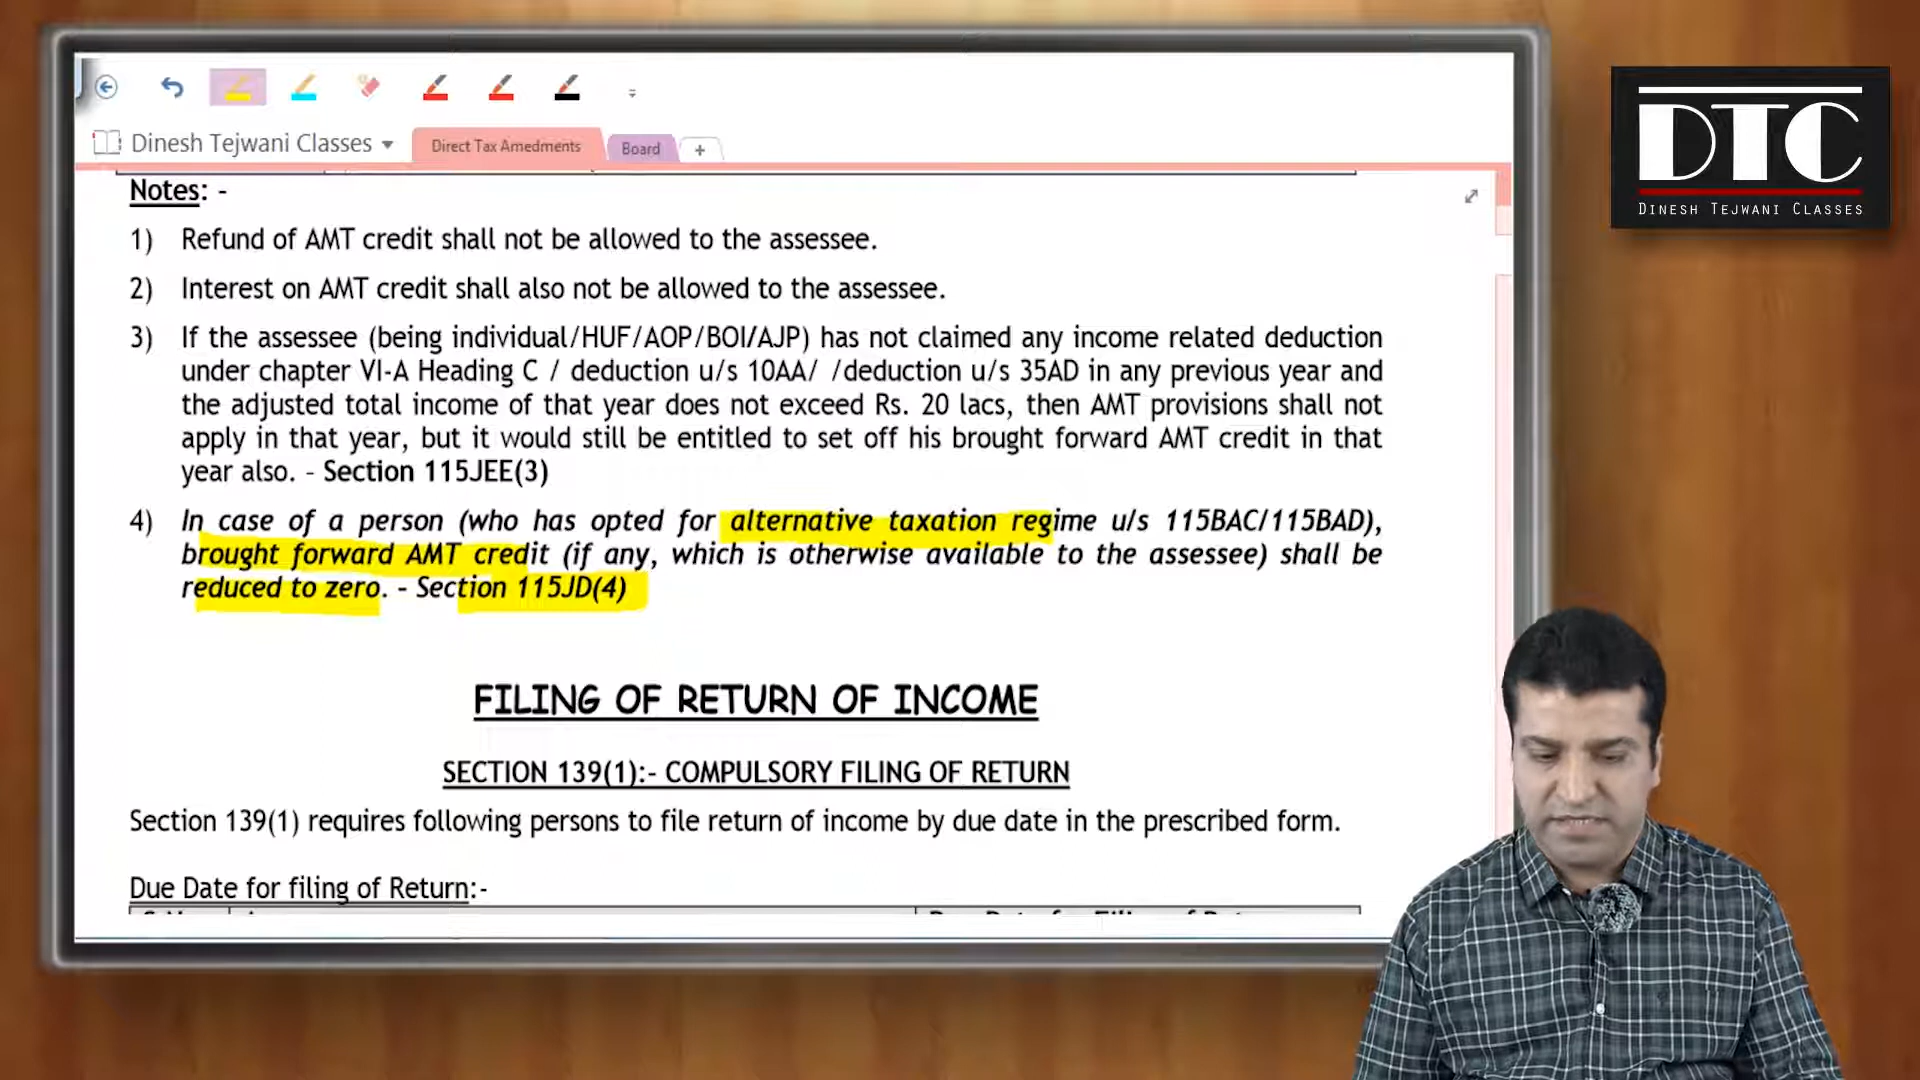 DTC
DINESH TEJWANI CLASSES
Dinesh Tejwani Classes
Direct Tax Amedments
Board
+
Notes: -
1) Refund of AMT credit shall not be allowed to the assessee.
2) Interest on AMT credit shall also not be allowed to the assessee.
3) If the assessee (being individual/HUF/AOP/BOI/AJP) has not claimed any income related deduction
under chapter VI-A Heading C / deduction u/s 10AA/ /deduction u/s 35AD in any previous year and
the adjusted total income of that year does not exceed Rs. 20 lacs, then AMT provisions shall not
apply in that year, but it would still be entitled to set off his brought forward AMT credit in that
year also. – Section 115JEE(3)
4) In case of a person (who has opted for alternative taxation regime u/s 115BAC/115BAD),
brought forward AMT credit (if any, which is otherwise available to the assessee) shall be
reduced to zero. – Section 115JD(4)
FILING OF RETURN OF INCOME
SECTION 139(1):- COMPULSORY FILING OF RETURN
Section 139(1) requires following persons to file return of income by due date in the prescribed form.
Due Date for filing of Return:-